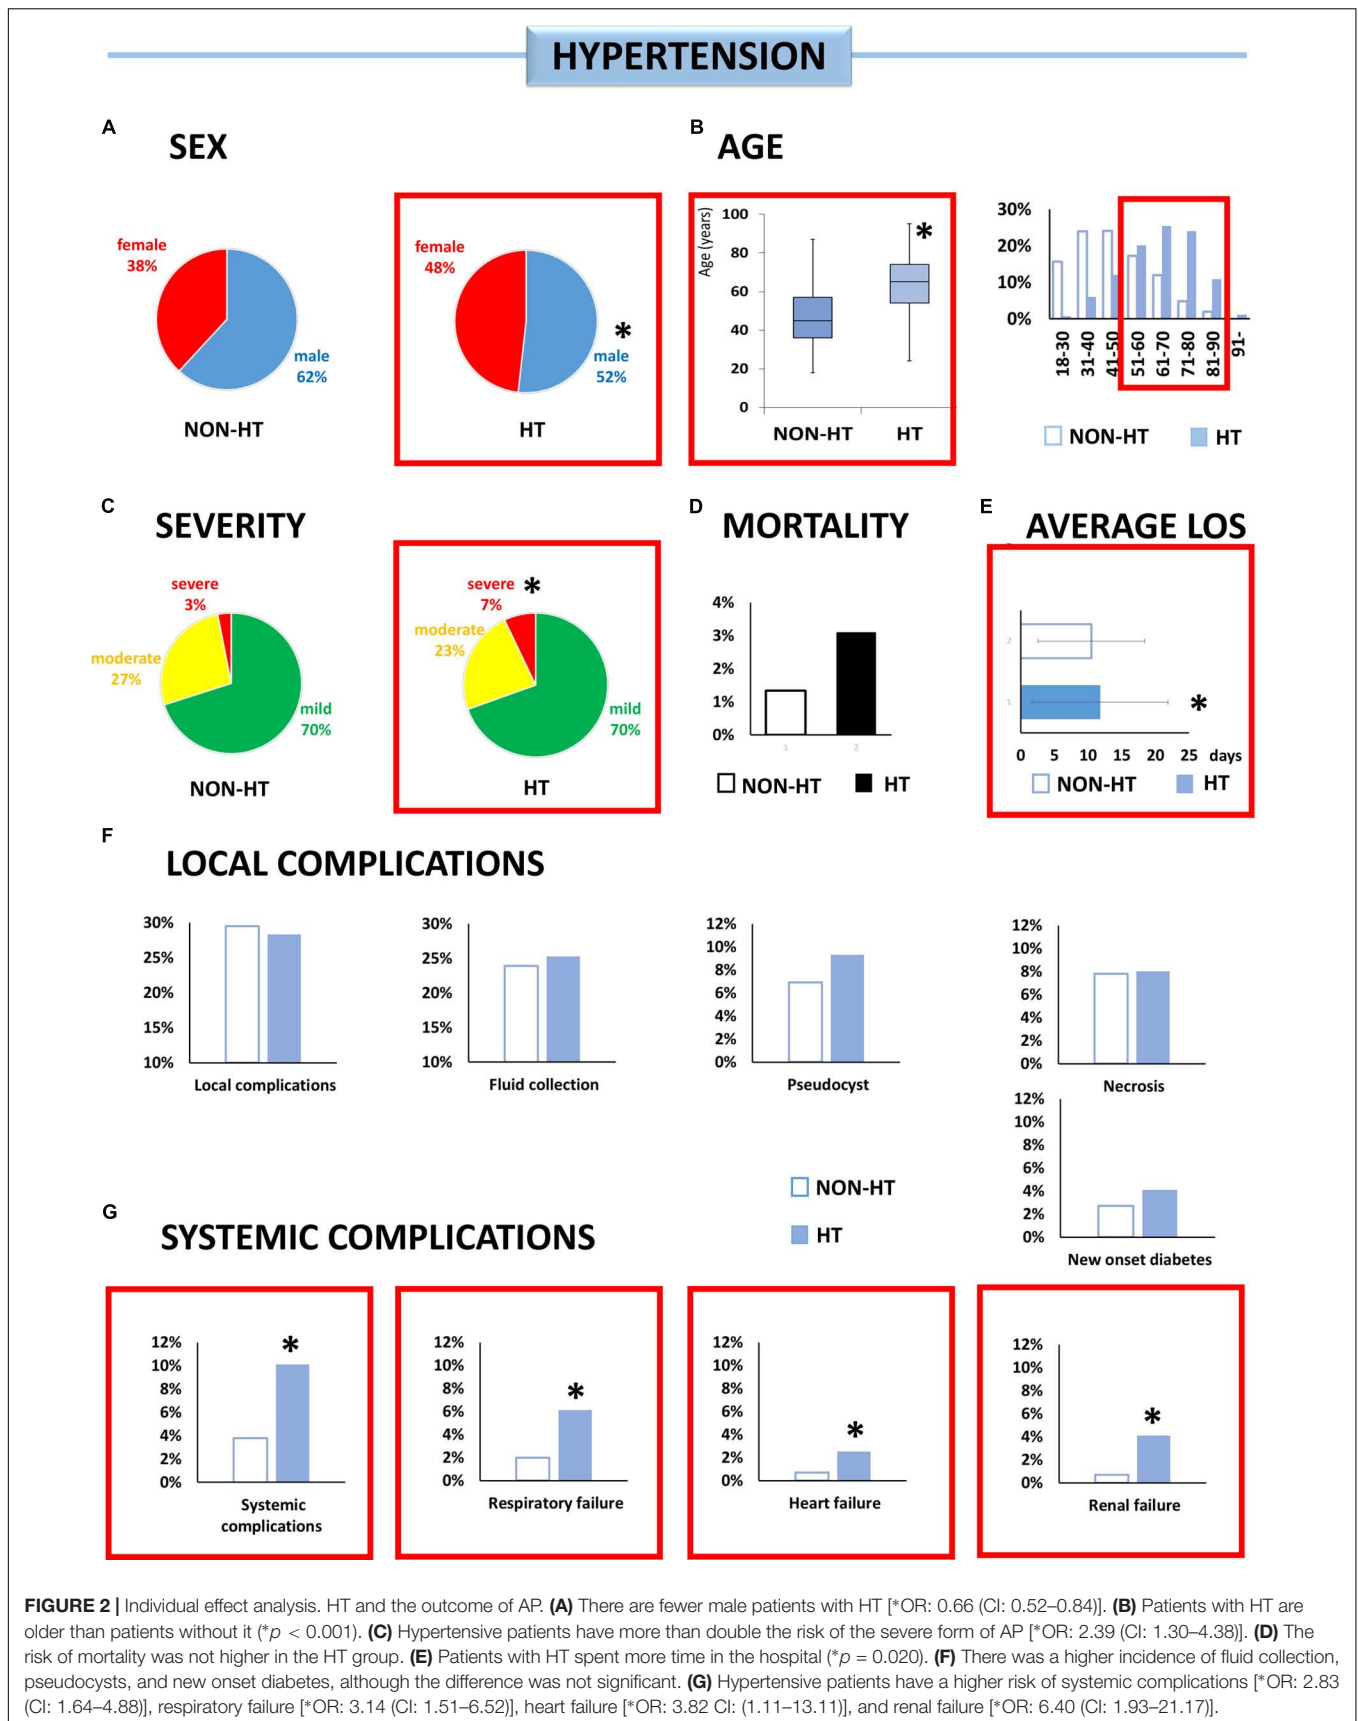 HYPERTENSION
A
SEX
female
38%
male
62%
NON-HT
female
48%
*
male
52%
HT
B
AGE
Age (years)
100
80
60
40
20
0
*
NON-HT
HT
30%
20%
10%
0%
18-30
31-40
41-50
51-60
61-70
71-80
81-90
91-
NON-HT
HT
C
SEVERITY
severe
3%
moderate
27%
mild
70%
NON-HT
severe *
7%
moderate
23%
mild
70%
HT
D
MORTALITY
4%
3%
2%
1%
0%
1
2
NON-HT
HT
E
AVERAGE LOS
2
1
*
0 5 10 15 20 25 days
NON-HT
HT
F
LOCAL COMPLICATIONS
30%
25%
20%
15%
10%
Local complications
30%
25%
20%
15%
10%
Fluid collection
12%
10%
8%
6%
4%
2%
0%
Pseudocyst
12%
10%
8%
6%
4%
2%
0%
Necrosis
12%
10%
8%
6%
4%
2%
0%
New onset diabetes
NON-HT
HT
G
SYSTEMIC COMPLICATIONS
12%
10%
8%
6%
4%
2%
0%
*
Systemic
complications
12%
10%
8%
6%
4%
2%
0%
*
Respiratory failure
12%
10%
8%
6%
4%
2%
0%
*
Heart failure
12%
10%
8%
6%
4%
2%
0%
*
Renal failure
FIGURE 2 | Individual effect analysis. HT and the outcome of AP. (A) There are fewer male patients with HT [*OR: 0.66 (CI: 0.52–0.84)]. (B) Patients with HT are
older than patients without it (*p < 0.001). (C) Hypertensive patients have more than double the risk of the severe form of AP [*OR: 2.39 (CI: 1.30–4.38)]. (D) The
risk of mortality was not higher in the HT group. (E) Patients with HT spent more time in the hospital (*p = 0.020). (F) There was a higher incidence of fluid collection,
pseudocysts, and new onset diabetes, although the difference was not significant. (G) Hypertensive patients have a higher risk of systemic complications [*OR: 2.83
(CI: 1.64–4.88)], respiratory failure [*OR: 3.14 (CI: 1.51–6.52)], heart failure [*OR: 3.82 CI: (1.11–13.11)], and renal failure [*OR: 6.40 (CI: 1.93–21.17)].